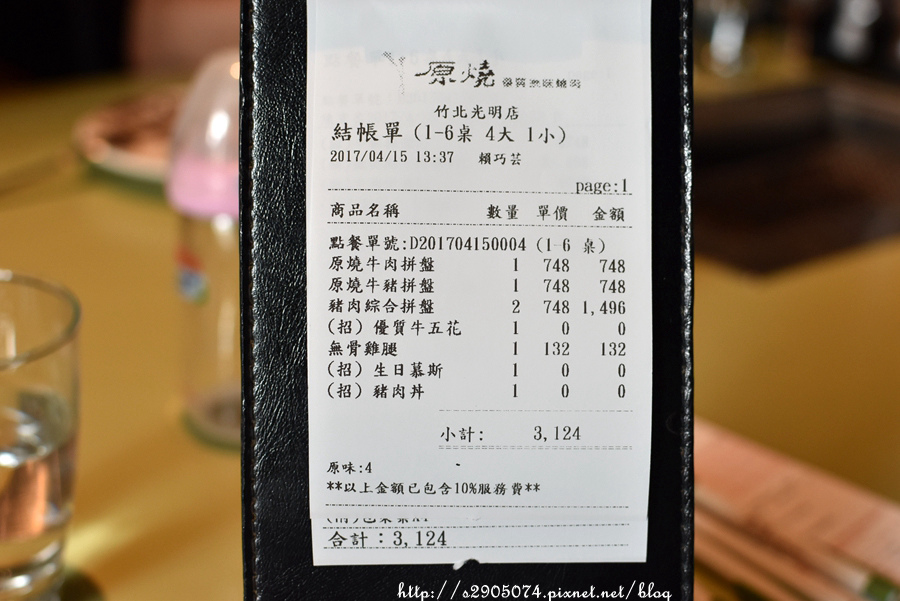 原燒 優質原味燒肉
竹北光明店
結帳單(1-6桌 4大 1小)
2017/04/15 13:37 賴巧芸
page:1
商品名稱 數量 單價 金額
點餐單號:D201704150004 (1-6 桌)
原燒牛肉拼盤 1 748 748
原燒牛豬拼盤 1 748 748
豬肉綜合拼盤 2 748 1,496
(招) 優質牛五花 1 0 0
無骨雞腿 1 132 132
(招) 生日慕斯 1 0 0
(招) 豬肉丼 1 0 0
小計: 3,124
原味:4
**以上金額已包含10%服務費**
合計：3,124
http://s2905074.pixnet.net/blog